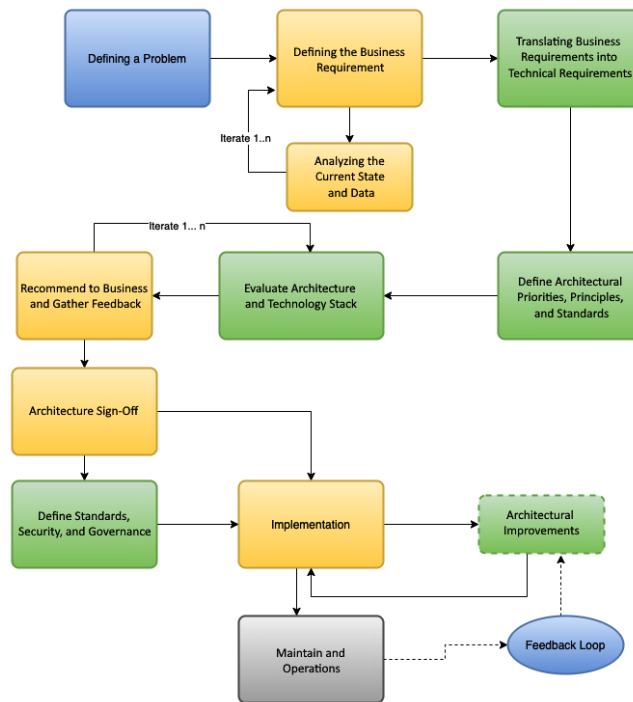 Defining a Problem
Defining the Business
Requirement
Translating Business
Requirements into
Technical Requirements
Iterate 1..n
Analyzing the
Current State
and Data
Iterate 1... n
Recommend to Business
and Gather Feedback
Evaluate Architecture
and Technology Stack
Define Architectural
Priorities, Principles,
and Standards
Architecture Sign-Off
Define Standards,
Security, and Governance
Implementation
Architectural
Improvements
Maintain and
Operations
Feedback Loop